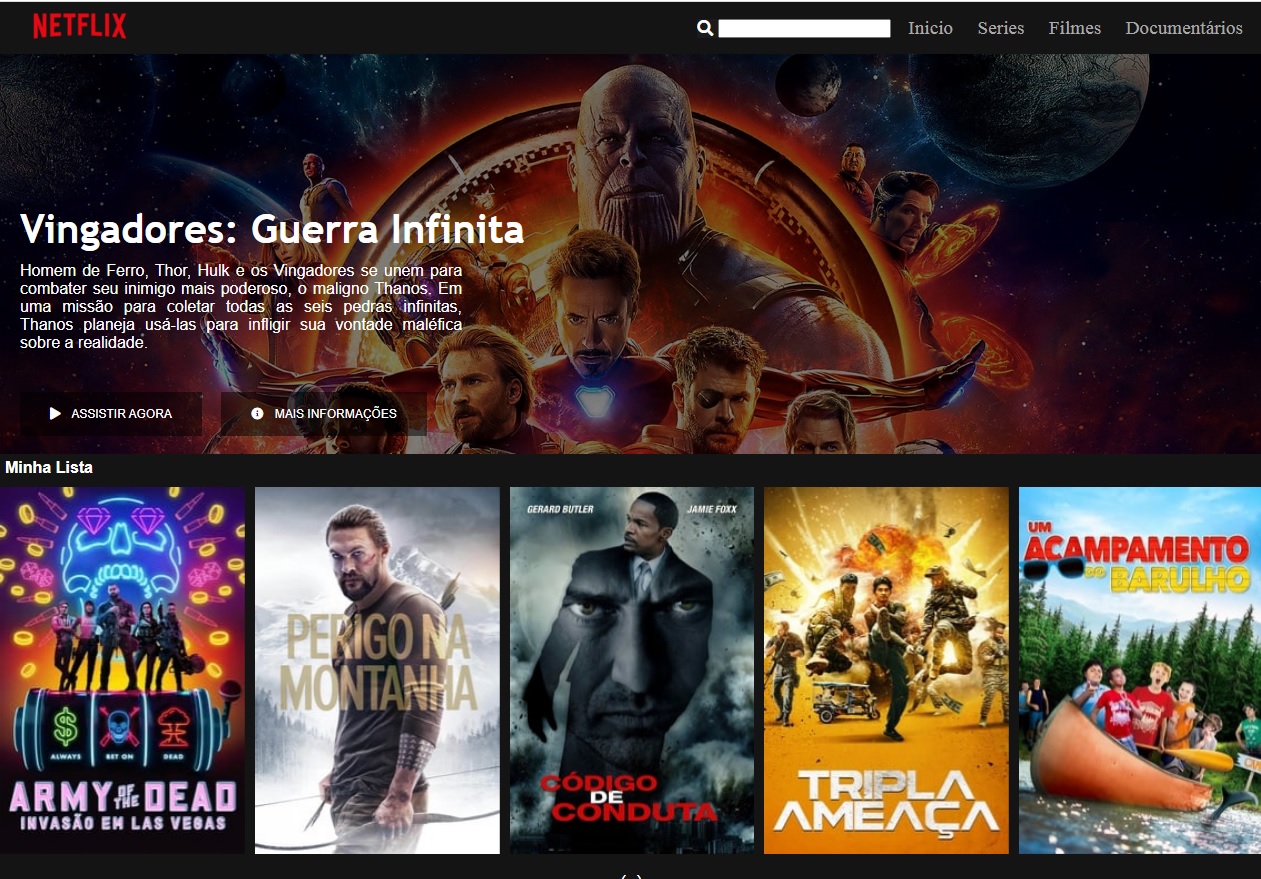 NETFLIX
Inicio Series Filmes Documentários
Vingadores: Guerra Infinita
Homem de Ferro, Thor, Hulk e os Vingadores se unem para
combater seu inimigo mais poderoso, o maligno Thanos. Em
uma missão para coletar todas as seis pedras infinitas,
Thanos planeja usá-las para infligir sua vontade maléfica
sobre a realidade.
ASSISTIR AGORA
MAIS INFORMAÇÕES
Minha Lista
ALWAYS BET ON DEAD
ARMY OF THE DEAD
INVASÃO EM LAS VEGAS
PERIGO NA
MONTANHA
GERARD BUTLER JAMIE FOXX
CÓDIGO
DE
CONDUTA
TRIPLA
AMEAÇA
UM
ACAMPAMENTO
DO BARULHO